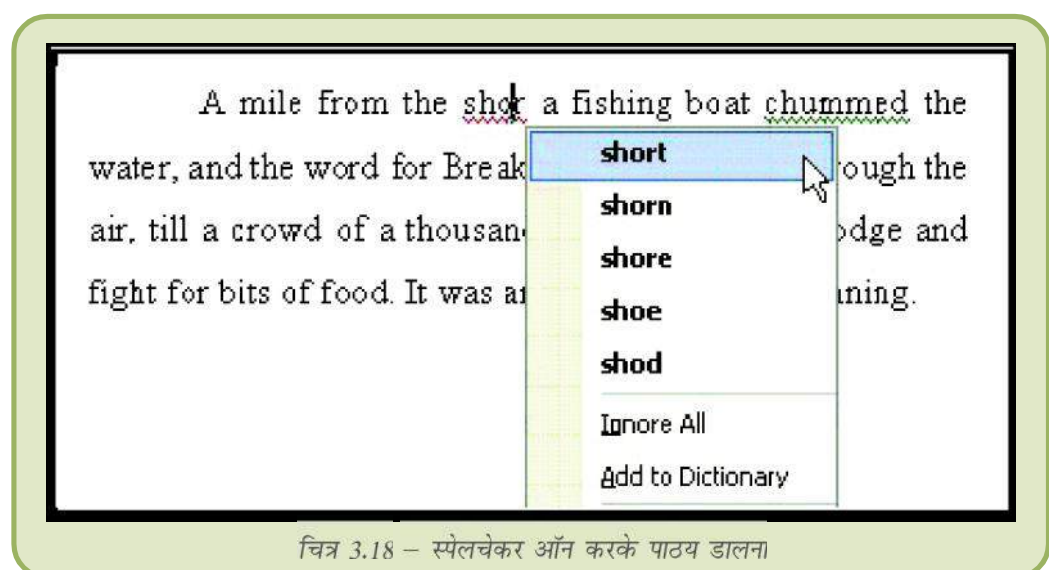 A mile from the shor a fishing boat chummed the
water, and the word for Break ough the
air, till a crowd of a thousan odge and
fight for bits of food. It was an ning.
short
shorn
shore
shoe
shod
Ignore All
Add to Dictionary
चित्र 3.18 – स्पेलचेकर ऑन करके पाठय डालना